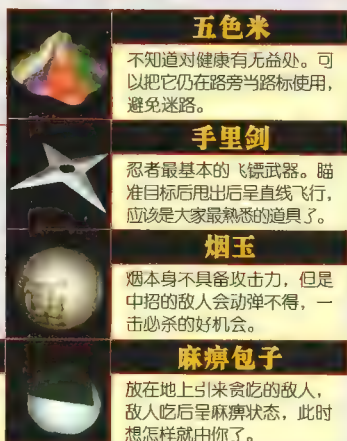 五色米
不知道对健康有无益处。可
以把它仍在路旁当路标使用,
避免迷路。
手里剑
忍者最基本的飞镖武器。瞄
准目标后甩出后呈直线飞行,
应该是大家最熟悉的道具了。
烟玉
烟本身不具备攻击力，但是
中招的敌人会动弹不得，一
击必杀的好机会。
麻痹包子
放在地上引来贪吃的敌人，
敌人吃后呈麻痹状态，此时
想怎样就由你了。